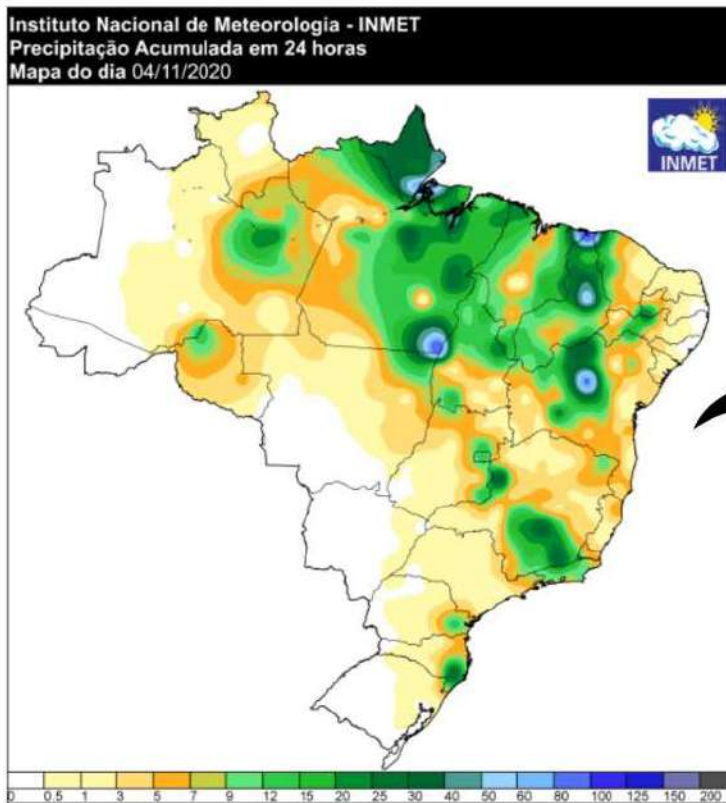 Instituto Nacional de Meteorologia - INMET
Precipitação Acumulada em 24 horas
Mapa do dia 04/11/2020
INMET
0 0.5 1 3 5 7 9 12 15 20 25 30 40 50 60 80 100 125 150 200